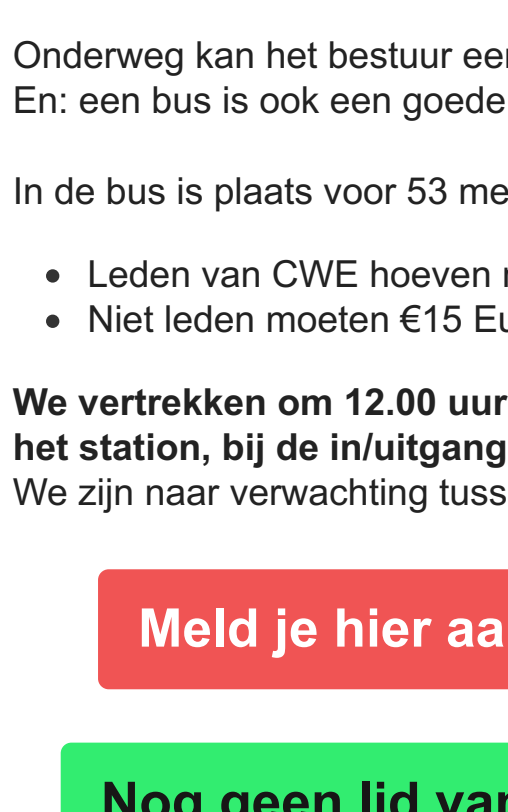 Onderweg kan het bestuur een
En: een bus is ook een goede
In de bus is plaats voor 53 me
Leden van CWE hoeven
Niet leden moeten €15 Eu
We vertrekken om 12.00 uur
het station, bij de in/uitgang
We zijn naar verwachting tuss
Meld je hier aa
Nog geen lid van